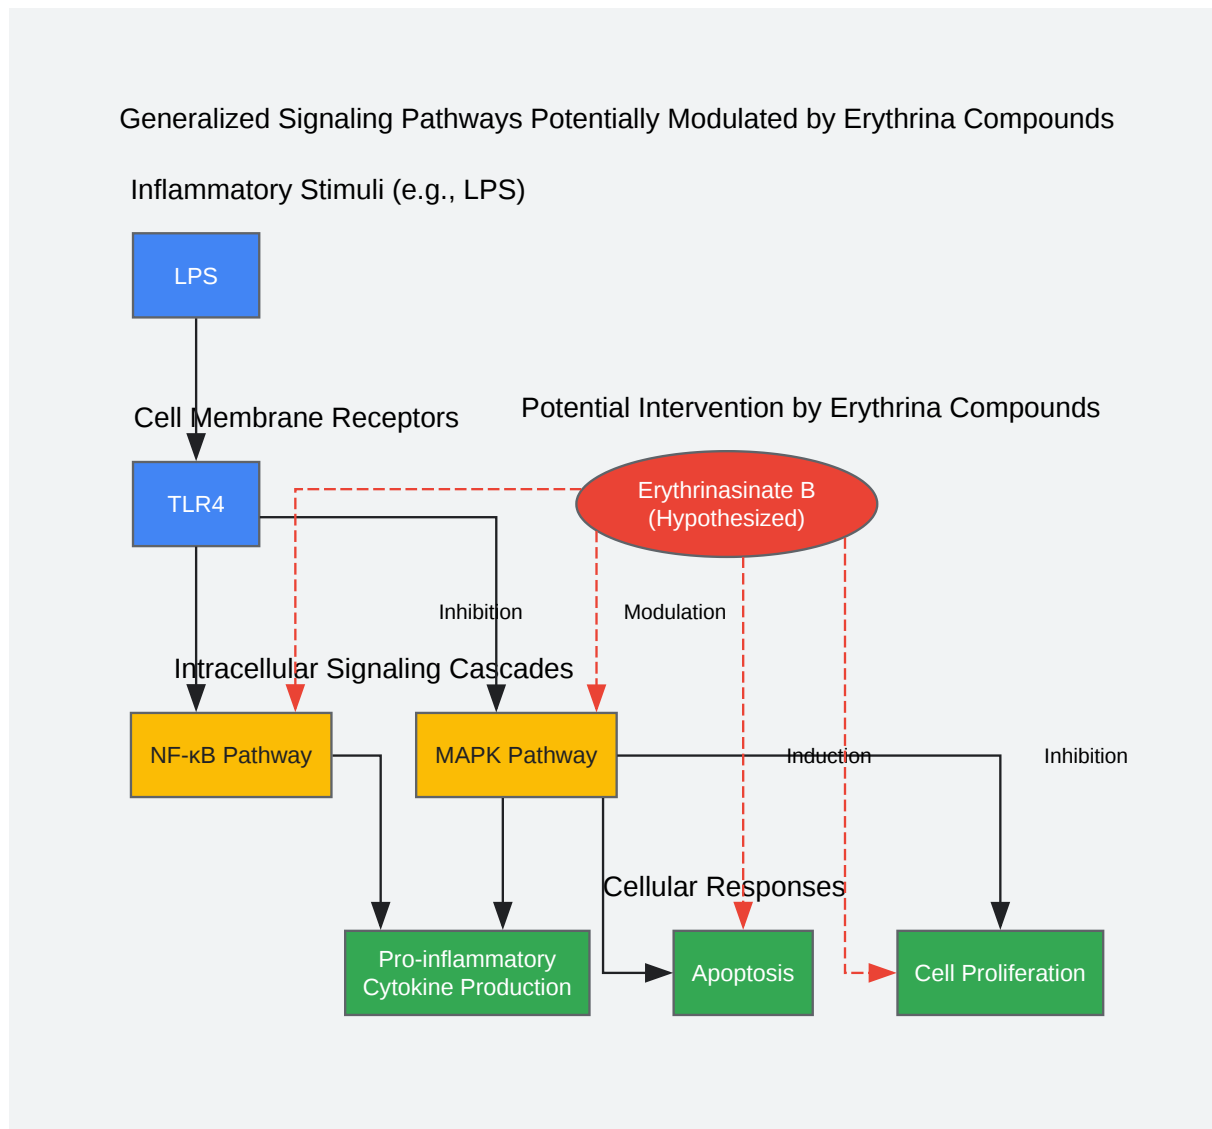 Generalized Signaling Pathways Potentially Modulated by Erythrina Compounds
Inflammatory Stimuli (e.g., LPS)
LPS
Cell Membrane Receptors
Potential Intervention by Erythrina Compounds
TLR4
Erythrinasinate B
(Hypothesized)
Inhibition
Modulation
Intracellular Signaling Cascades
NF-κB Pathway
MAPK Pathway
Induction
Inhibition
Cellular Responses
Pro-inflammatory
Cytokine Production
Apoptosis
Cell Proliferation